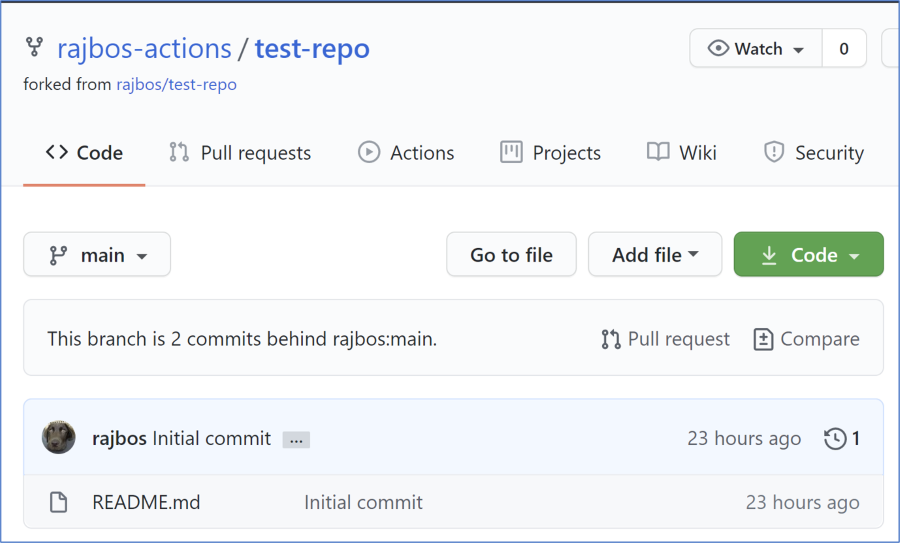 rajbos-actions / test-repo
Watch 0
forked from rajbos/test-repo
Code Pull requests Actions Projects Wiki Security
main Go to file Add file Code
This branch is 2 commits behind rajbos:main. Pull request Compare
rajbos Initial commit ... 23 hours ago 1
README.md Initial commit 23 hours ago